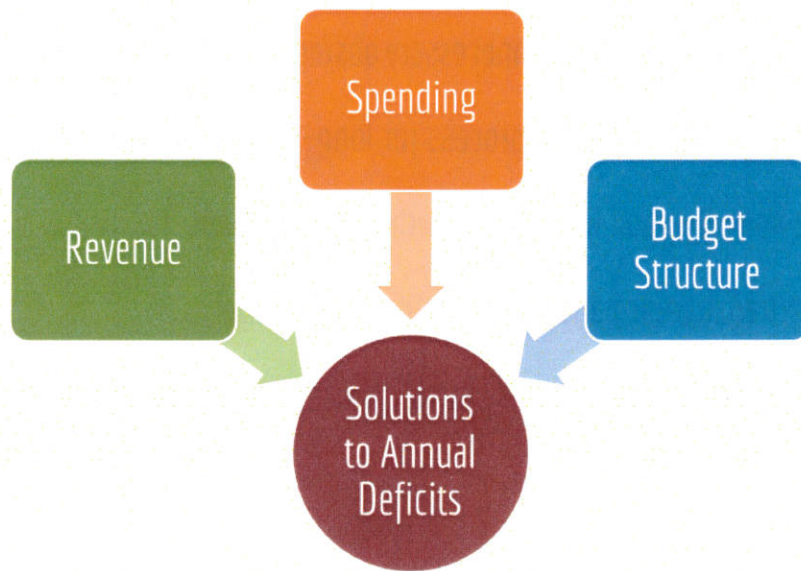 Spending
Revenue
Budget
Structure
Solutions
to Annual
Deficits